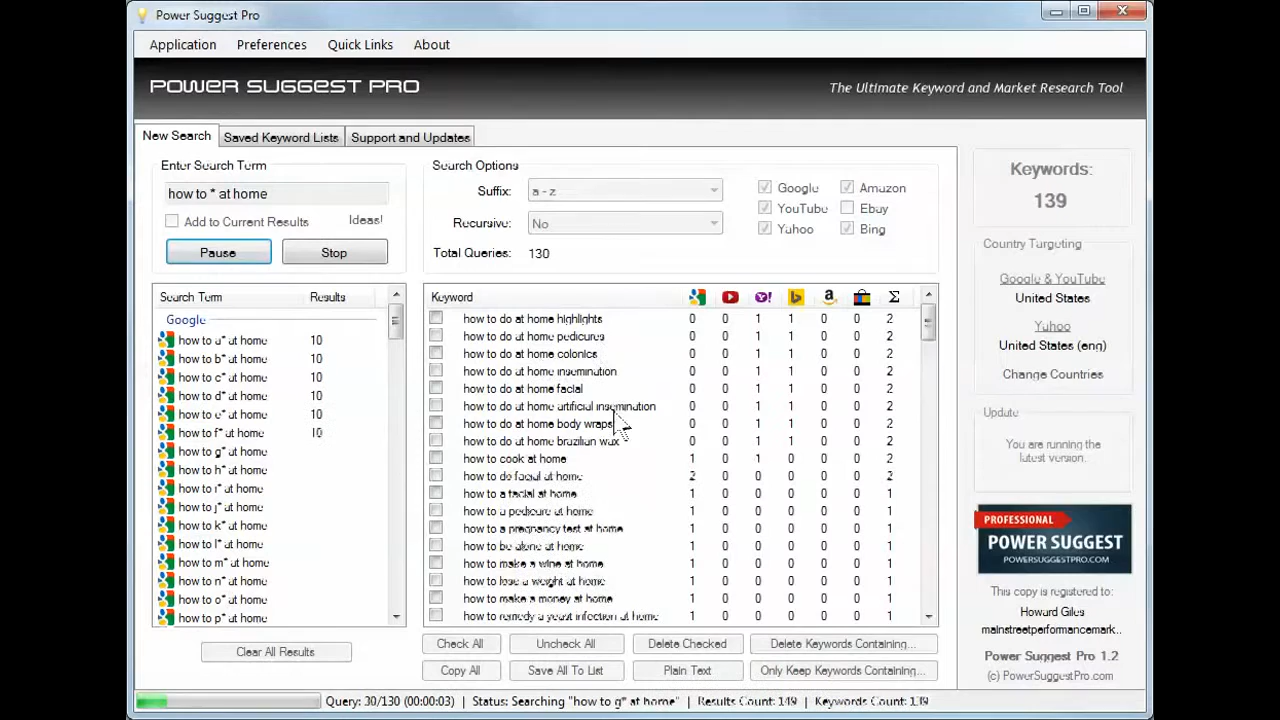 Power Suggest Pro
Application Preferences Quick Links About
POWER SUGGEST PRO
The Ultimate Keyword and Market Research Tool
New Search Saved Keyword Lists Support and Updates
Enter Search Term
how to * at home
Add to Current Results Ideas!
Pause Stop
Search Options
Suffix: a - z
Recursive: No
Total Queries: 130
Google Amazon
YouTube Ebay
Yahoo Bing
Keywords:
139
Country Targeting
Google & YouTube
United States
Yahoo
United States (eng)
Change Countries
Update
You are running the
latest version.
PROFESSIONAL
POWER SUGGEST
POWERSUGGESTPRO.COM
This copy is registered to:
Howard Giles
mainstreetperformancemark..
Power Suggest Pro 1.2
(c) PowerSuggestPro.com
Search Term Results
Google
how to a* at home 10
how to b* at home 10
how to c* at home 10
how to d* at home 10
how to e* at home 10
how to f* at home 10
how to g* at home
how to h* at home
how to i* at home
how to j* at home
how to k* at home
how to l* at home
how to m* at home
how to n* at home
how to o* at home
how to p* at home
Clear All Results
Keyword Y! b a Σ
how to do at home highlights 0 0 1 1 0 0 2
how to do at home pedicures 0 0 1 1 0 0 2
how to do at home colonics 0 0 1 1 0 0 2
how to do at home insemination 0 0 1 1 0 0 2
how to do at home facial 0 0 1 1 0 0 2
how to do at home artificial insemination 0 0 1 1 0 0 2
how to do at home body wraps 0 0 1 1 0 0 2
how to do at home brazilian wax 0 0 1 1 0 0 2
how to cook at home 1 0 1 0 0 0 2
how to do facial at home 2 0 0 0 0 0 2
how to a facial at home 1 0 0 0 0 0 1
how to a pedicure at home 1 0 0 0 0 0 1
how to a pregnancy test at home 1 0 0 0 0 0 1
how to be alone at home 1 0 0 0 0 0 1
how to make a wine at home 1 0 0 0 0 0 1
how to lose a weight at home 1 0 0 0 0 0 1
how to make a money at home 1 0 0 0 0 0 1
how to remedy a yeast infection at home 1 0 0 0 0 0 1
Check All Uncheck All Delete Checked Delete Keywords Containing...
Copy All Save All To List Plain Text Only Keep Keywords Containing...
Query: 30/130 (00:00:03) | Status: Searching "how to g* at home" | Results Count: 149 | Keywords Count: 139